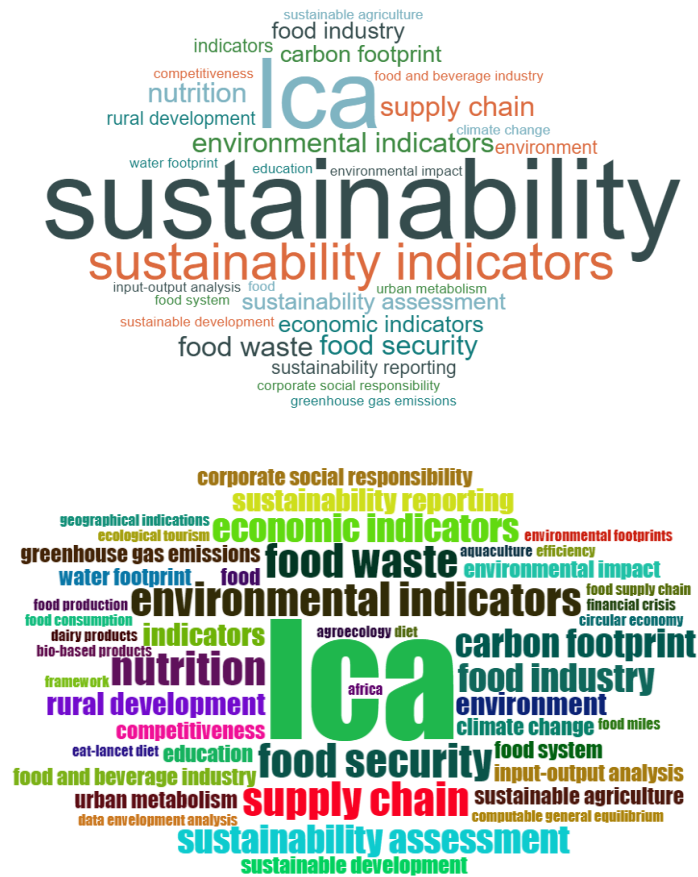 sustainable agriculture
food industry
indicators carbon footprint
competitiveness lca food and beverage industry
nutrition supply chain
rural development climate change
environmental indicators environment
water footprint education environmental impact
sustainability
sustainability indicators
input-output analysis food urban metabolism
food system sustainability assessment
sustainable development economic indicators
food waste food security
sustainability reporting
corporate social responsibility
greenhouse gas emissions
corporate social responsibility
sustainability reporting
geographical indications economic indicators
ecological tourism environmental footprints
greenhouse gas emissions food waste aquaculture efficiency
water footprint food environmental impact
food production environmental indicators food supply chain
financial crisis
food consumption circular economy
dairy products indicators lca agroecology diet carbon footprint
bio-based products nutrition food industry
framework africa
rural development environment
competitiveness climate change food miles
eat-lancet diet education food security food system
food and beverage industry input-output analysis
urban metabolism supply chain sustainable agriculture
data envelopment analysis computable general equilibrium
sustainability assessment
sustainable development